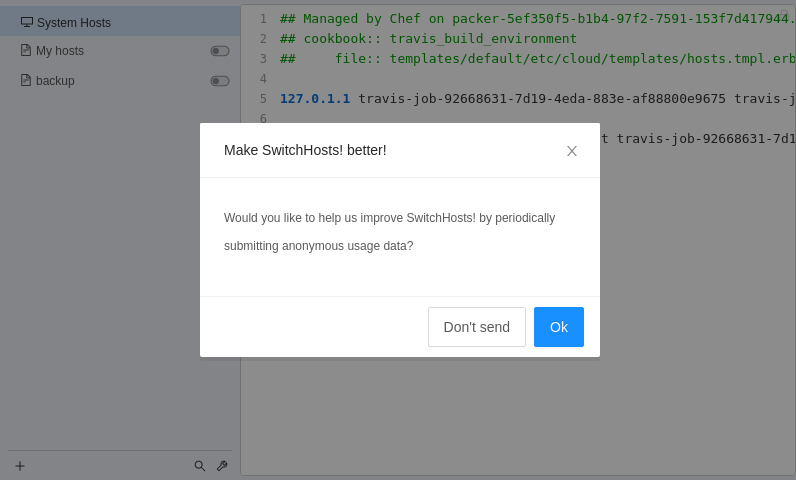 System Hosts
My hosts
backup
1 ## Managed by Chef on packer-5ef350f5-b1b4-97f2-7591-153f7d417944.
2 ## cookbook:: travis_build_environment
3 ##     file:: templates/default/etc/cloud/templates/hosts.tmpl.erb
4
5 127.0.1.1 travis-job-92668631-7d19-4eda-883e-af88800e9675 travis-j
6
t travis-job-92668631-7d1
Make SwitchHosts! better!
Would you like to help us improve SwitchHosts! by periodically
submitting anonymous usage data?
Don't send
Ok